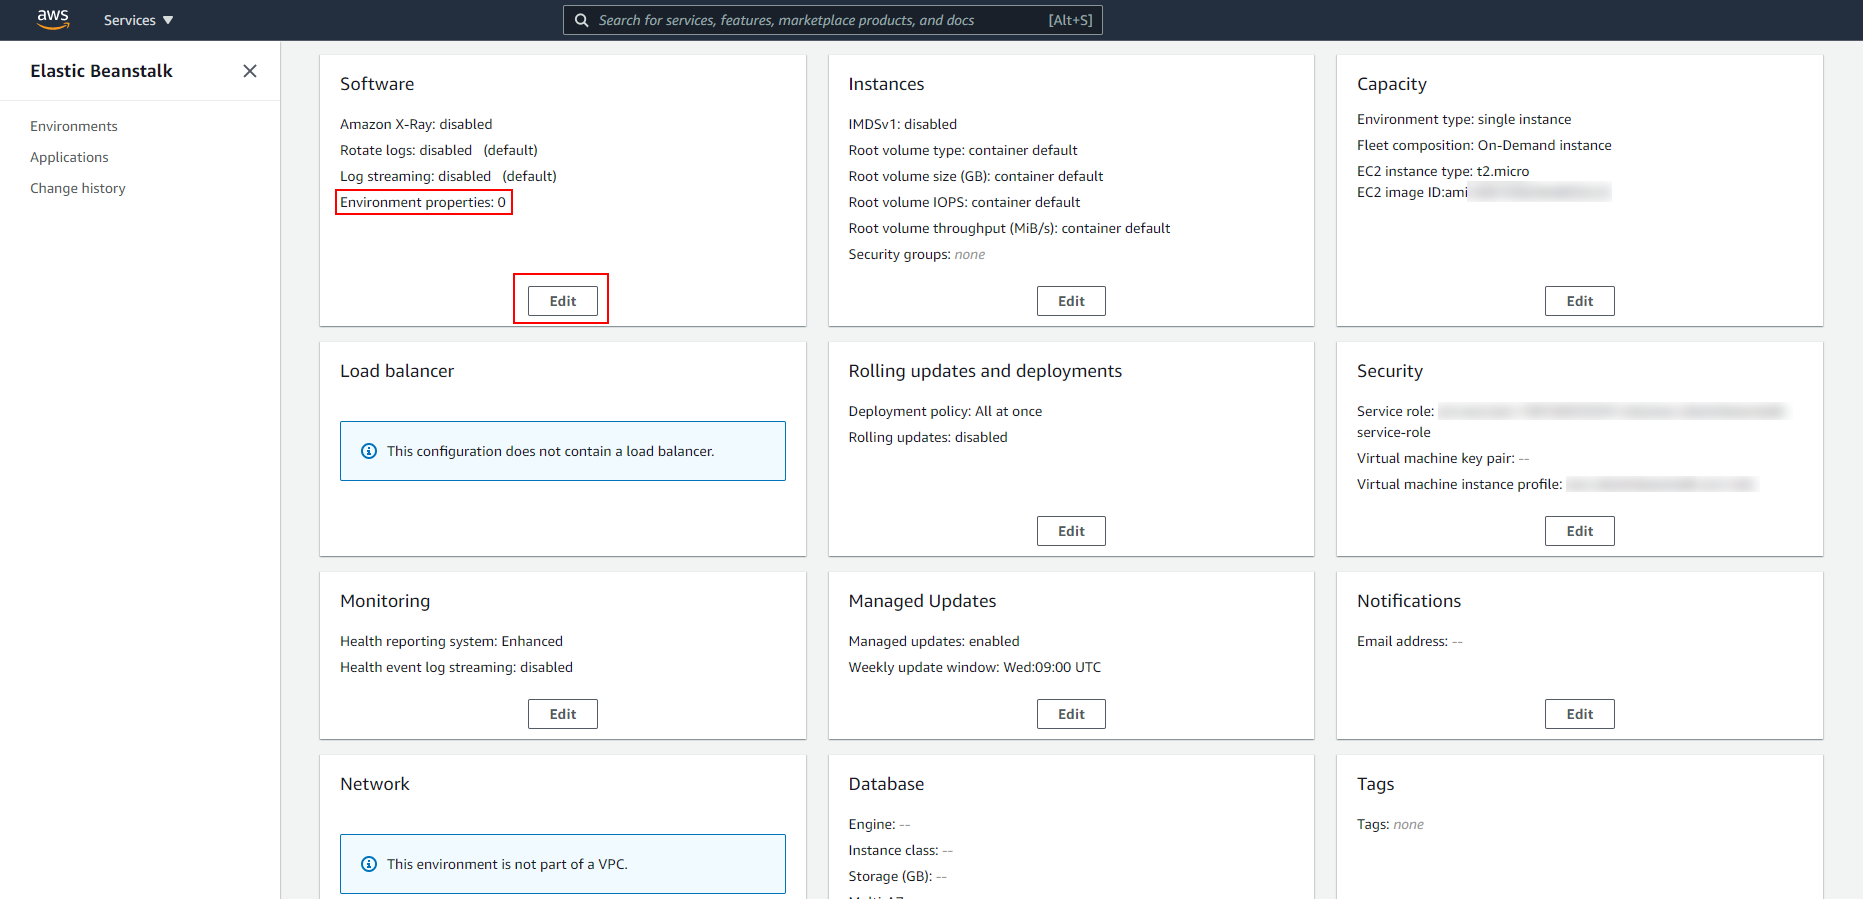 aws
Services ▼
Search for services, features, marketplace products, and docs [Alt+S]
Elastic Beanstalk
Environments
Applications
Change history
Software
Amazon X-Ray: disabled
Rotate logs: disabled (default)
Log streaming: disabled (default)
Environment properties: 0
Edit
Instances
IMDSv1: disabled
Root volume type: container default
Root volume size (GB): container default
Root volume IOPS: container default
Root volume throughput (MiB/s): container default
Security groups: none
Edit
Capacity
Environment type: single instance
Fleet composition: On-Demand instance
EC2 instance type: t2.micro
EC2 image ID:ami
Edit
Load balancer
This configuration does not contain a load balancer.
Rolling updates and deployments
Deployment policy: All at once
Rolling updates: disabled
Edit
Security
Service role:
service-role
Virtual machine key pair: --
Virtual machine instance profile:
Edit
Monitoring
Health reporting system: Enhanced
Health event log streaming: disabled
Edit
Managed Updates
Managed updates: enabled
Weekly update window: Wed:09:00 UTC
Edit
Notifications
Email address: --
Edit
Network
This environment is not part of a VPC.
Database
Engine: --
Instance class: --
Storage (GB): --
Tags
Tags: none